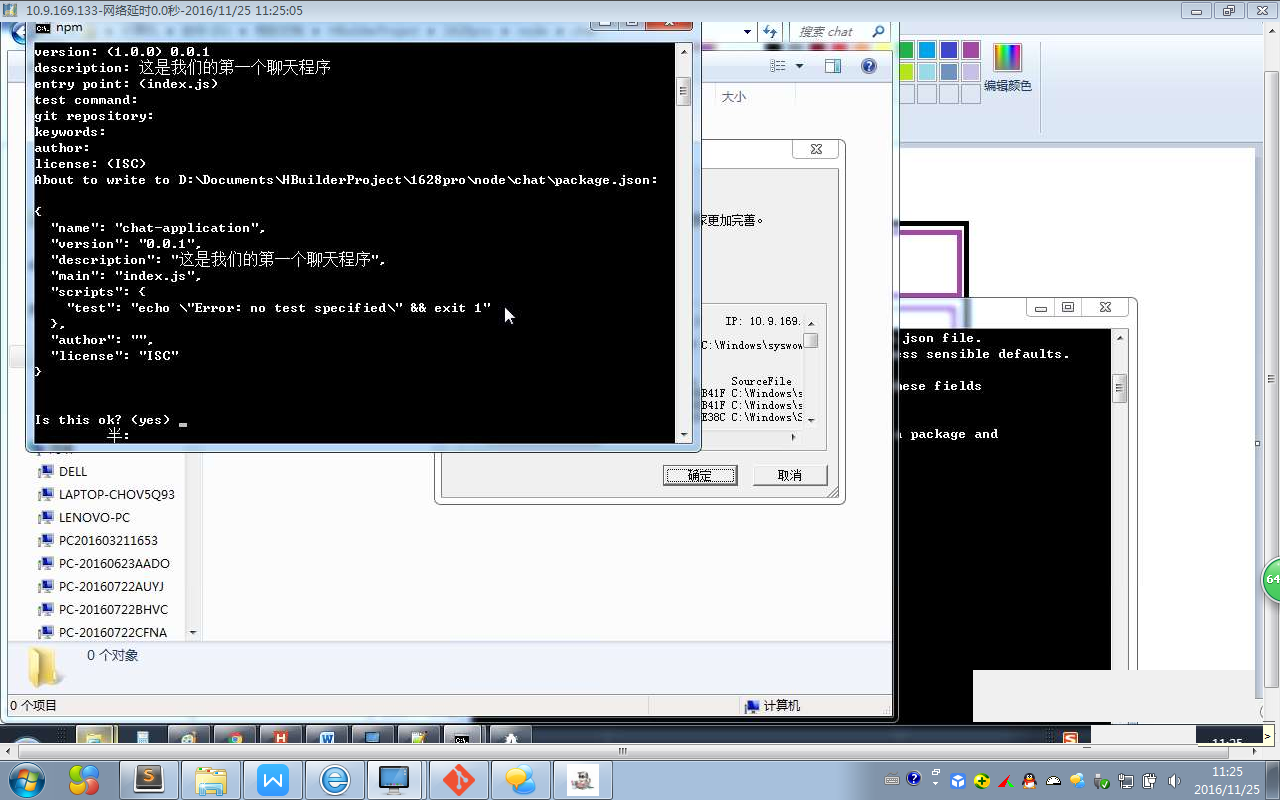 10.9.169.133-网络延时0.0秒-2016/11/25 11:25:05
npm
搜索 chat
version: (1.0.0) 0.0.1
description: 这是我们的第一个聊天程序
entry point: (index.js)
test command:
git repository:
keywords:
author:
license: (ISC)
About to write to D:\Documents\HBuilderProject\1628pro\node\chat\package.json:
{
"name": "chat-application",
"version": "0.0.1",
"description": "这是我们的第一个聊天程序",
"main": "index.js",
"scripts": {
"test": "echo \"Error: no test specified\" && exit 1"
},
"author": "",
"license": "ISC"
}
Is this ok? (yes)
半:
大小
编辑颜色
家更加完善。
IP: 10.9.169.
C:\Windows\syswow
SourceFile
B41F C:\Windows\s
B41F C:\Windows\s
E38C C:\Windows\S
确定
取消
json file.
ss sensible defaults.
hese fields
package and
DELL
LAPTOP-CHOV5Q93
LENOVO-PC
PC201603211653
PC-20160623AADO
PC-20160722AUYJ
PC-20160722BHVC
PC-20160722CFNA
0 个对象
0 个项目
计算机
64
11:25
11:25
2016/11/25